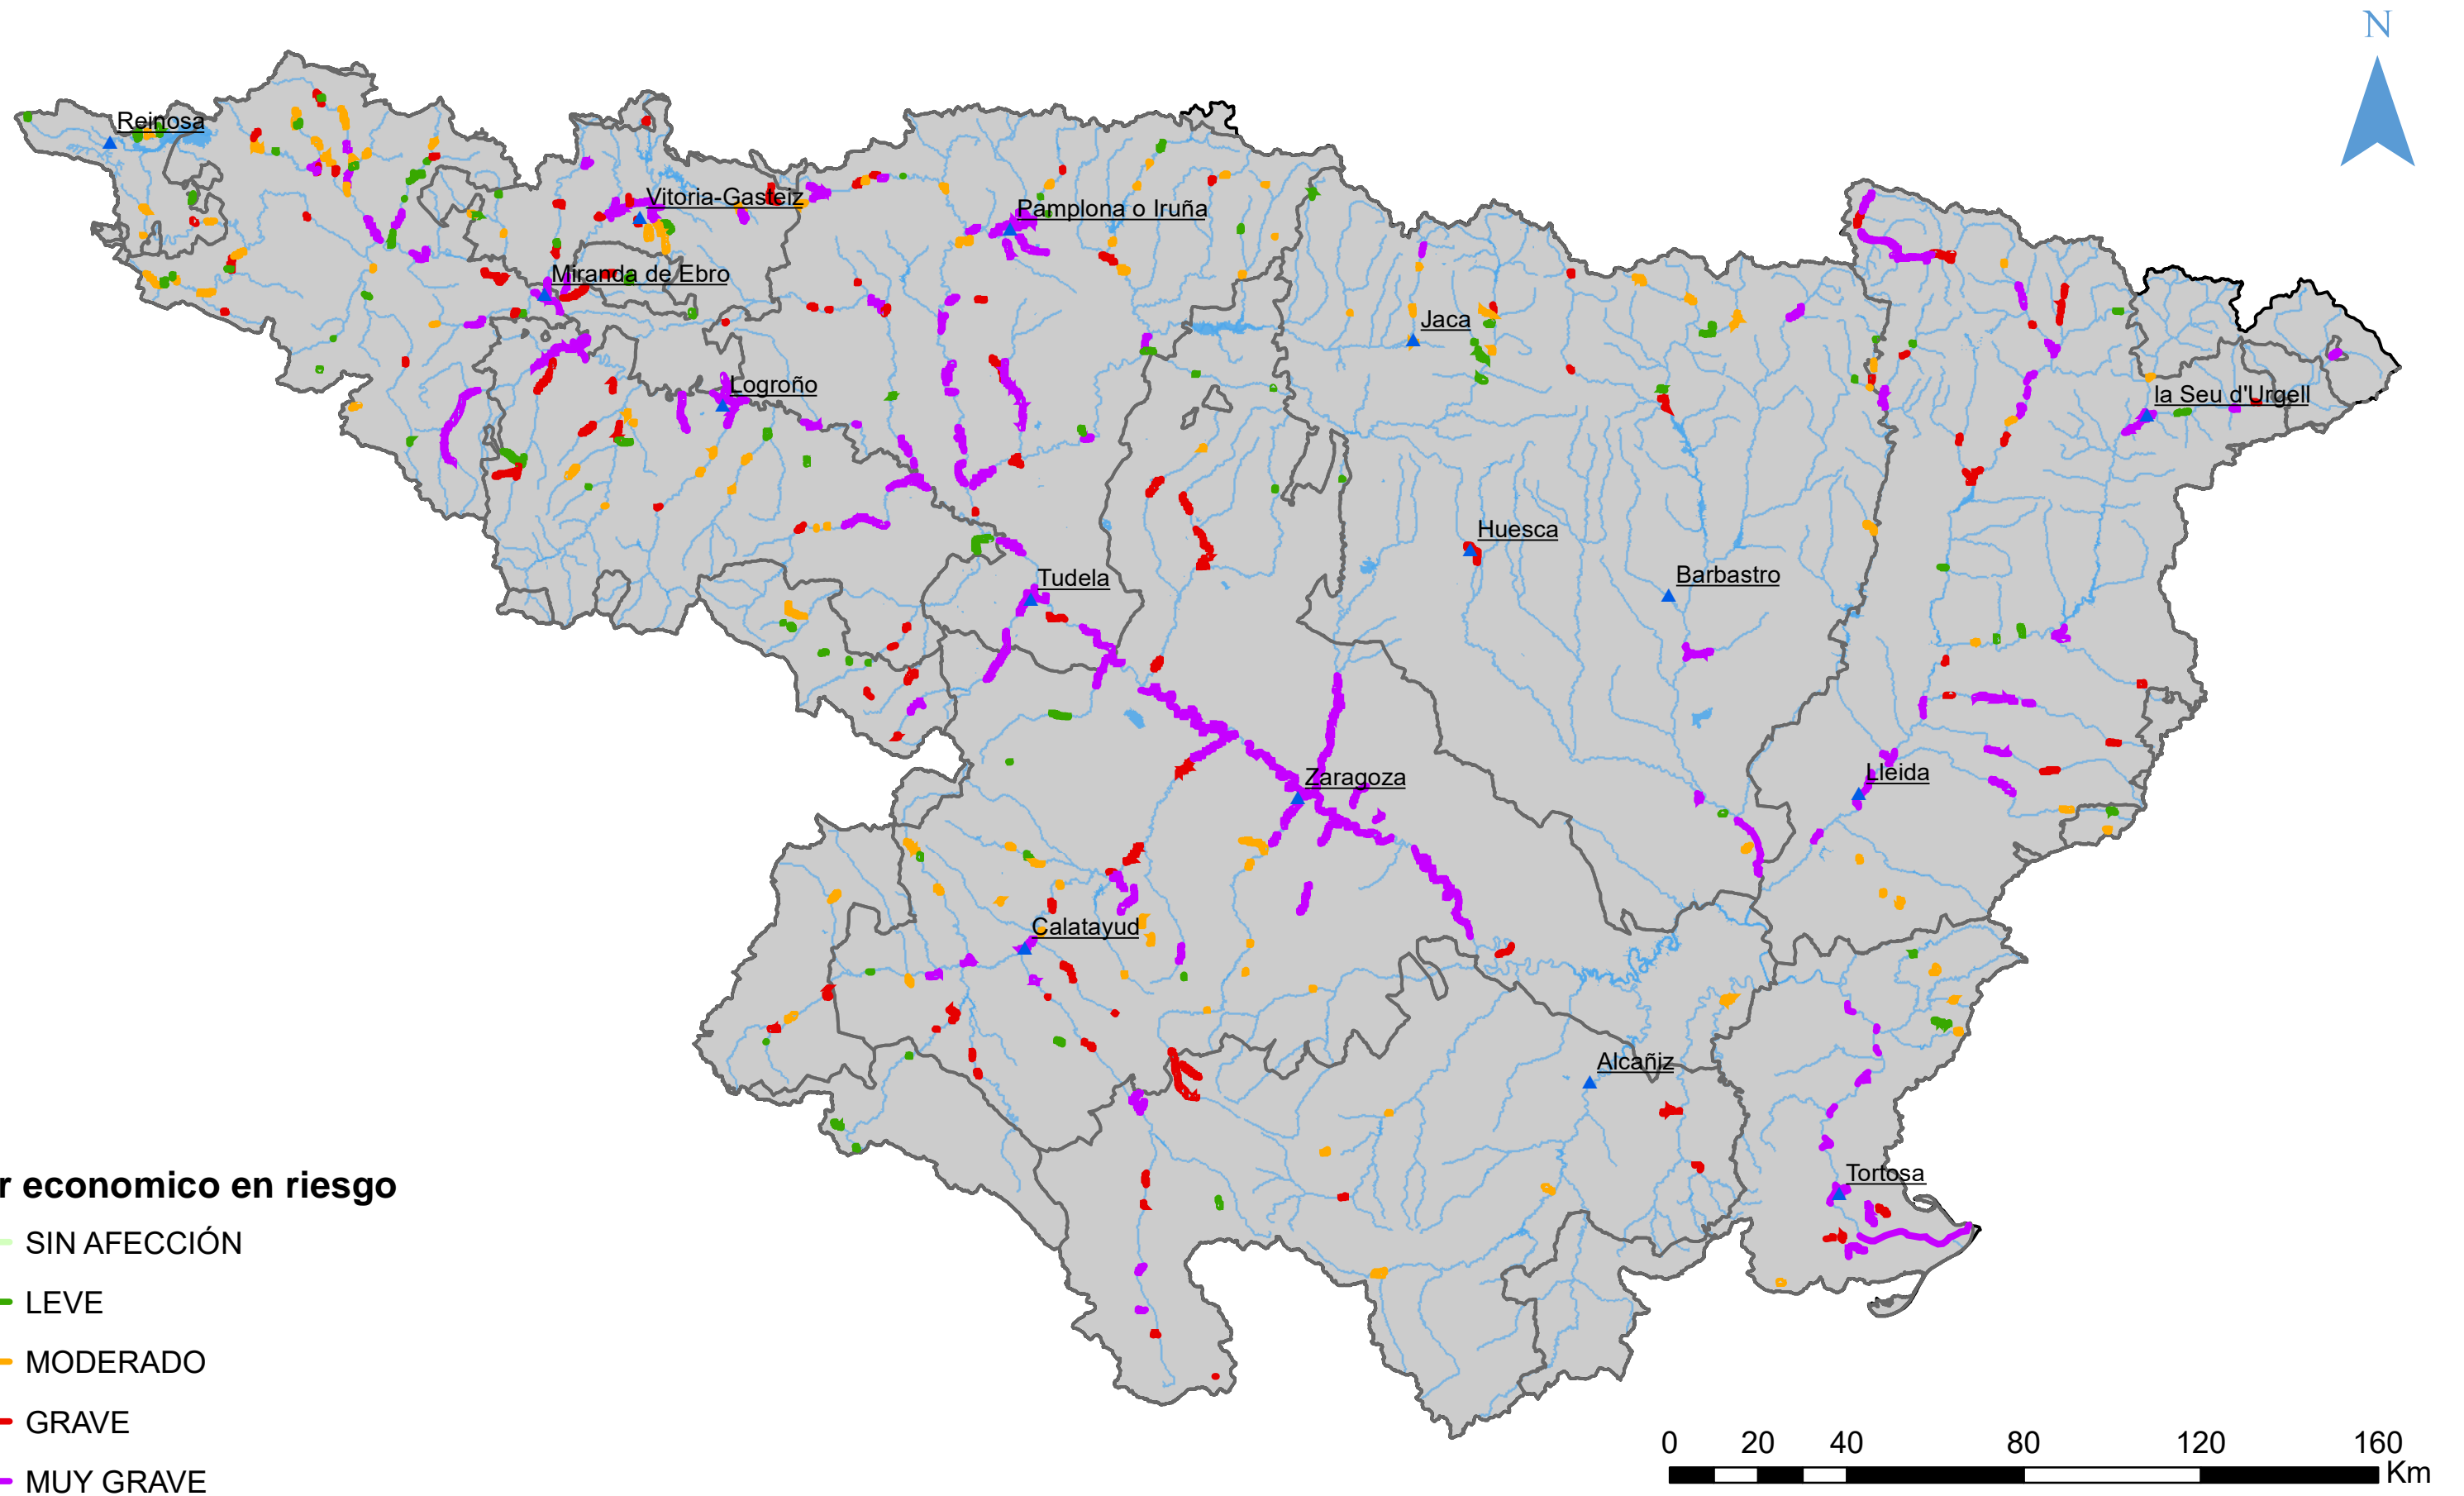 N
Reinosa
Vitoria-Gasteiz
Pamplona o Iruña
Miranda de Ebro
Jaca
Logroño
la Seu d'Urgell
Huesca
Barbastro
Tudela
Zaragoza
Lleida
Calatayud
Alcañiz
Tortosa
r economico en riesgo
SIN AFECCIÓN
LEVE
MODERADO
GRAVE
MUY GRAVE
0 20 40 80 120 160
Km